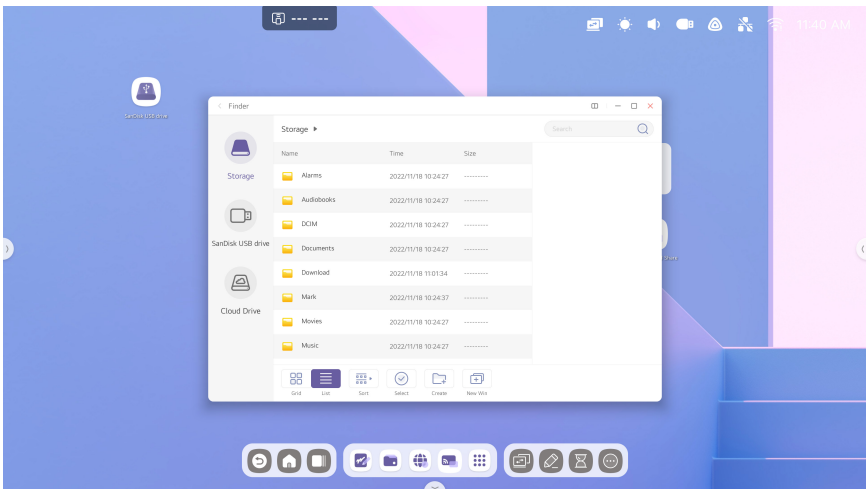 --- ---
11:40 AM
SanDisk USB drive
Finder
Storage
Search
Name Time Size
Storage
SanDisk USB drive
Cloud Drive
Alarms 2022/11/18 10:24:27 ---------
Audiobooks 2022/11/18 10:24:27 ---------
DCIM 2022/11/18 10:24:27 ---------
Documents 2022/11/18 10:24:27 ---------
Download 2022/11/18 11:01:34 ---------
Mark 2022/11/18 10:24:37 ---------
Movies 2022/11/18 10:24:27 ---------
Music 2022/11/18 10:24:27 ---------
Share
Grid List Sort Select Create New Win